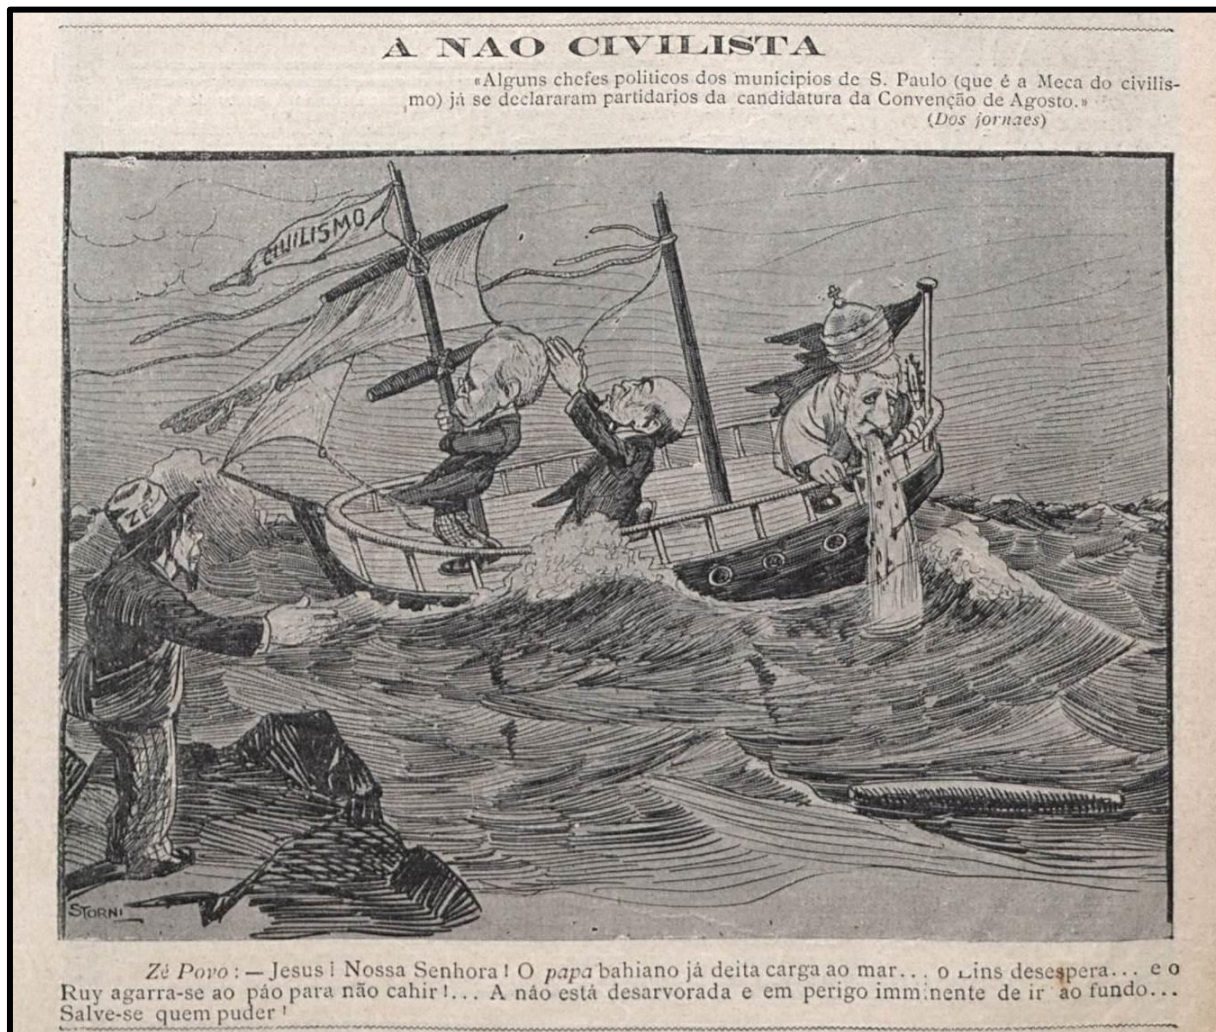 A NAO CIVILISTA
«Alguns chefes politicos dos municipios de S. Paulo (que é a Meca do civilis-
mo) já se declararam partidarios da candidatura da Convenção de Agosto.»
(Dos jornaes)
CIVILISMO
ZÉ
STORNI
Zé Povo: — Jesus! Nossa Senhora! O papa bahiano já deita carga ao mar... o Lins desespera... e o
Ruy agarra-se ao páo para não cahir!... A náo está desarvorada e em perigo imminente de ir ao fundo...
Salve-se quem puder!